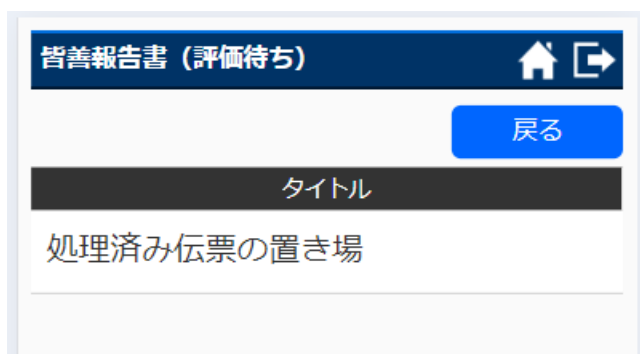 皆善報告書（評価待ち）
戻る
タイトル
処理済み伝票の置き場